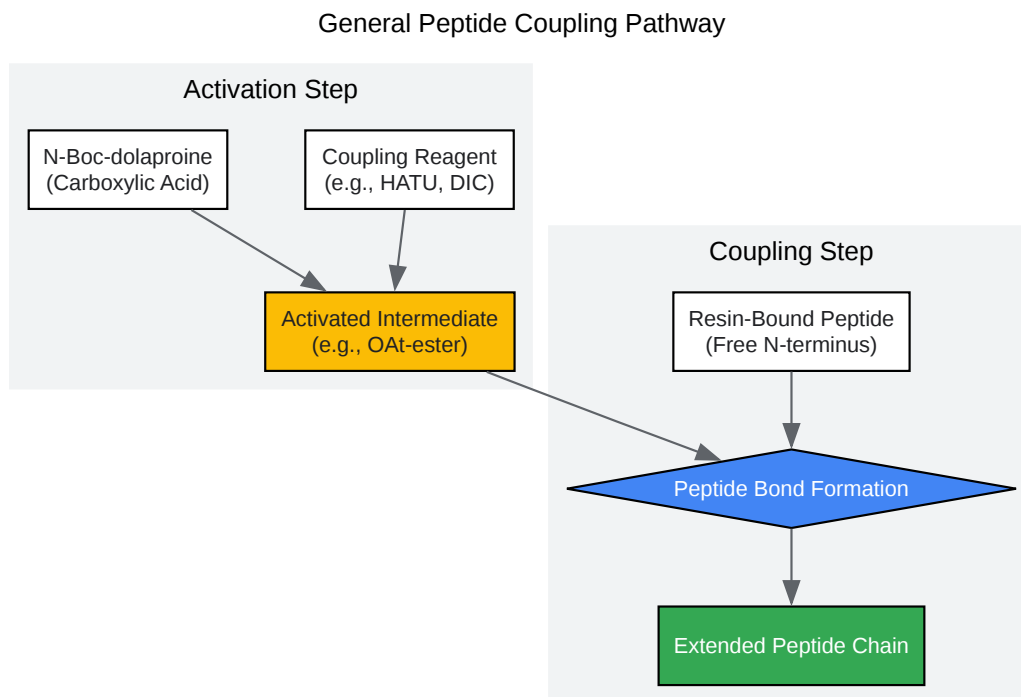 General Peptide Coupling Pathway
Activation Step
N-Boc-dolaproine
(Carboxylic Acid)
Coupling Reagent
(e.g., HATU, DIC)
Activated Intermediate
(e.g., OAt-ester)
Coupling Step
Resin-Bound Peptide
(Free N-terminus)
Peptide Bond Formation
Extended Peptide Chain